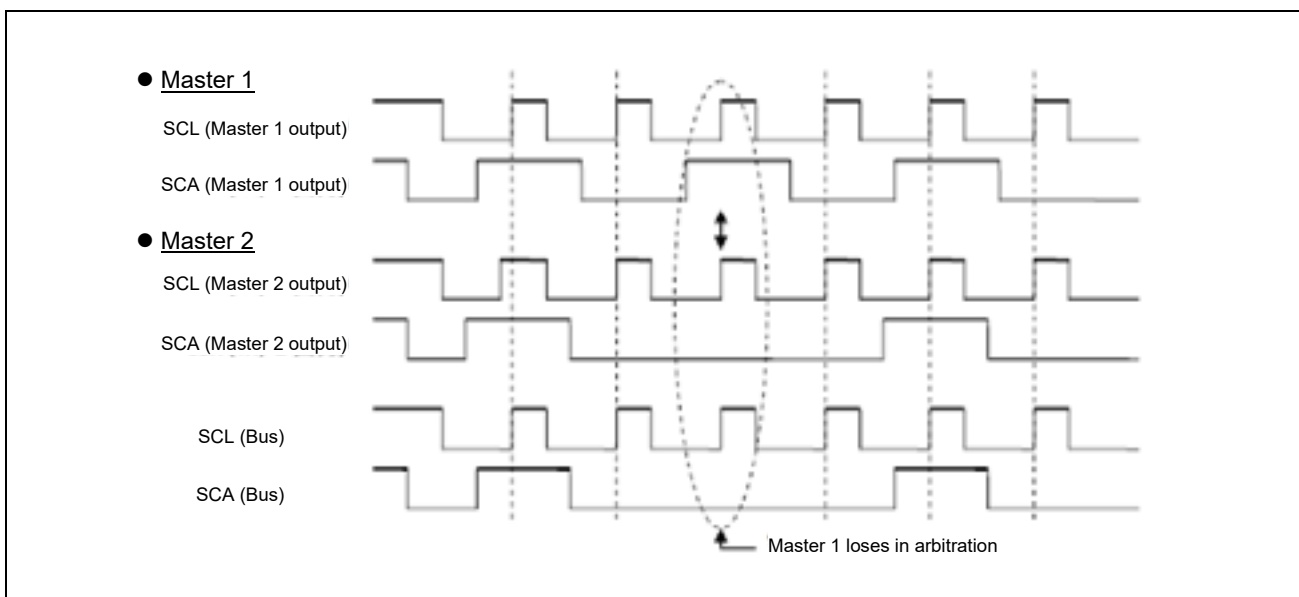 ● Master 1
SCL (Master 1 output)
SCA (Master 1 output)
● Master 2
SCL (Master 2 output)
SCA (Master 2 output)
SCL (Bus)
SCA (Bus)
Master 1 loses in arbitration